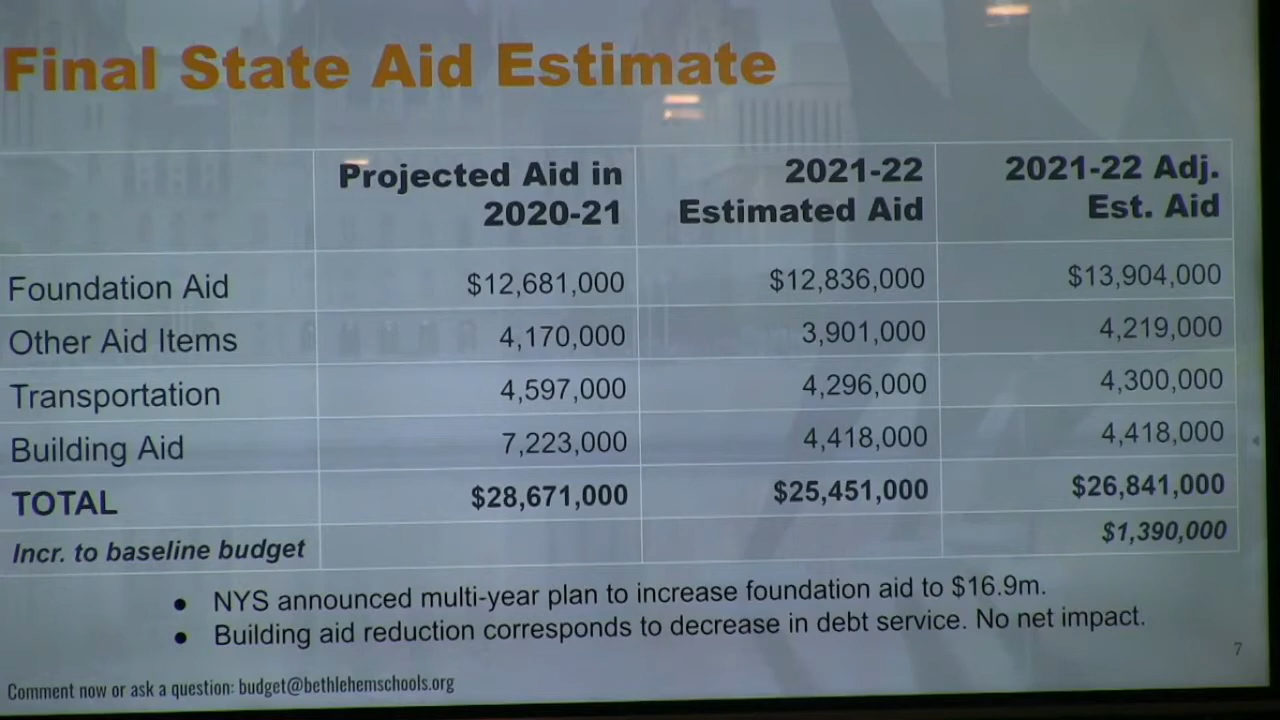 Final State Aid Estimate
Projected Aid in 2020-21 2021-22 Estimated Aid 2021-22 Adj. Est. Aid
Foundation Aid $12,681,000 $12,836,000 $13,904,000
Other Aid Items 4,170,000 3,901,000 4,219,000
Transportation 4,597,000 4,296,000 4,300,000
Building Aid 7,223,000 4,418,000 4,418,000
TOTAL $28,671,000 $25,451,000 $26,841,000
Incr. to baseline budget $1,390,000
● NYS announced multi-year plan to increase foundation aid to $16.9m.
● Building aid reduction corresponds to decrease in debt service. No net impact.
7
Comment now or ask a question: budget@bethlehemschools.org